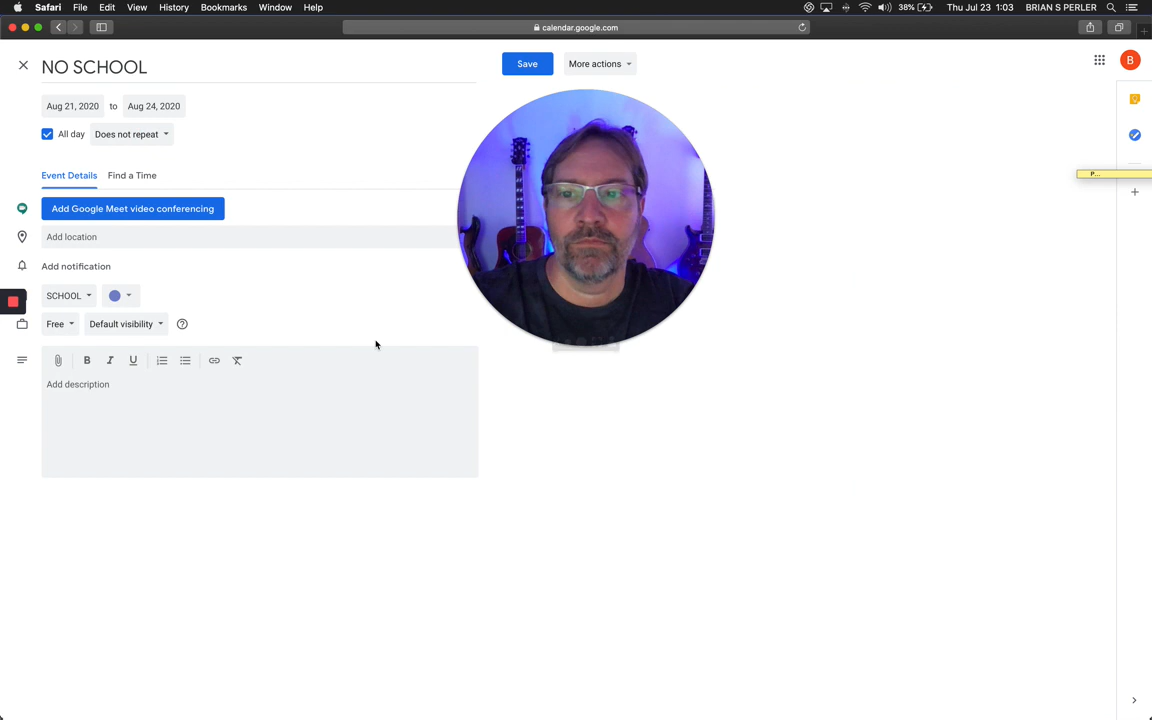 Safari File Edit View History Bookmarks Window Help 38% Thu Jul 23 1:03 BRIAN S PERLER
calendar.google.com
NO SCHOOL Save More actions B
Aug 21, 2020 to Aug 24, 2020
All day Does not repeat
P...
Event Details Find a Time
Add Google Meet video conferencing
Add location
Add notification
SCHOOL
Free Default visibility
B I U
Add description